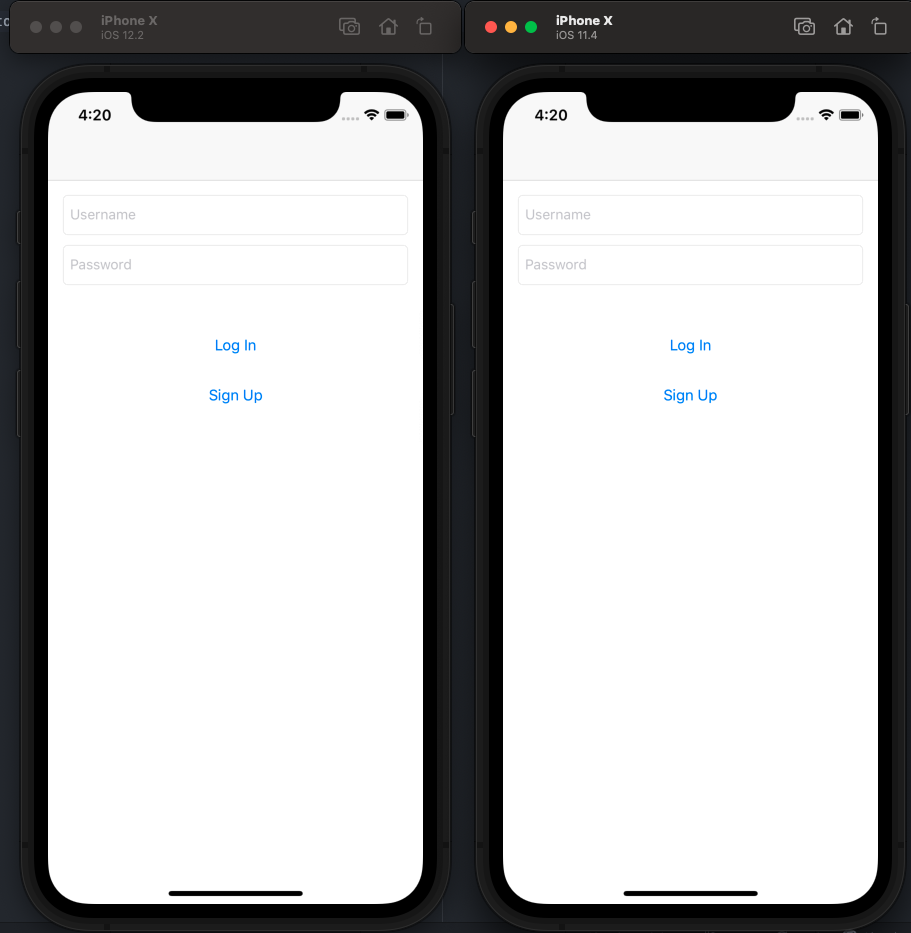 iPhone X
iOS 12.2
4:20
Username
Password
Log In
Sign Up
iPhone X
iOS 11.4
4:20
Username
Password
Log In
Sign Up